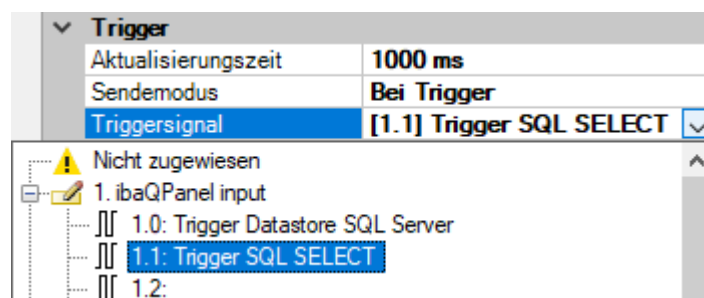 Trigger
Aktualisierungszeit 1000 ms
Sendemodus Bei Trigger
Triggersignal [1.1] Trigger SQL SELECT
Nicht zugewiesen
1. ibaQPanel input
1.0: Trigger Datastore SQL Server
1.1: Trigger SQL SELECT
1.2: